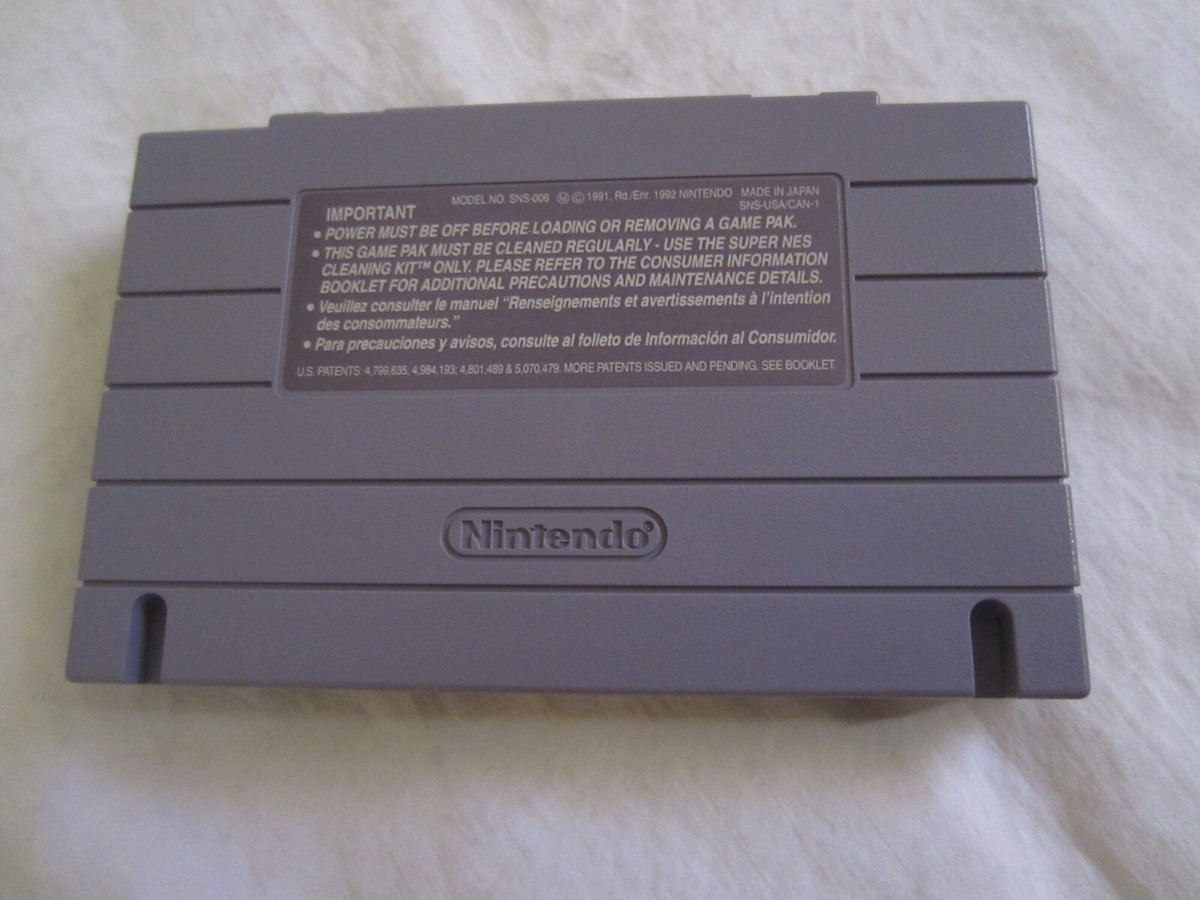 MODEL NO. SNS-006 Ⓜ © 1991, Rd./Enr. 1992 NINTENDO MADE IN JAPAN
SNS-USA/CAN-1
IMPORTANT
● POWER MUST BE OFF BEFORE LOADING OR REMOVING A GAME PAK.
● THIS GAME PAK MUST BE CLEANED REGULARLY - USE THE SUPER NES
CLEANING KIT™ ONLY. PLEASE REFER TO THE CONSUMER INFORMATION
BOOKLET FOR ADDITIONAL PRECAUTIONS AND MAINTENANCE DETAILS.
● Veuillez consulter le manuel “Renseignements et avertissements à l’intention
des consommateurs.”
● Para precauciones y avisos, consulte al folleto de Información al Consumidor.
U.S. PATENTS: 4,799,635; 4,984,193; 4,801,489 & 5,070,479. MORE PATENTS ISSUED AND PENDING. SEE BOOKLET.
Nintendo®